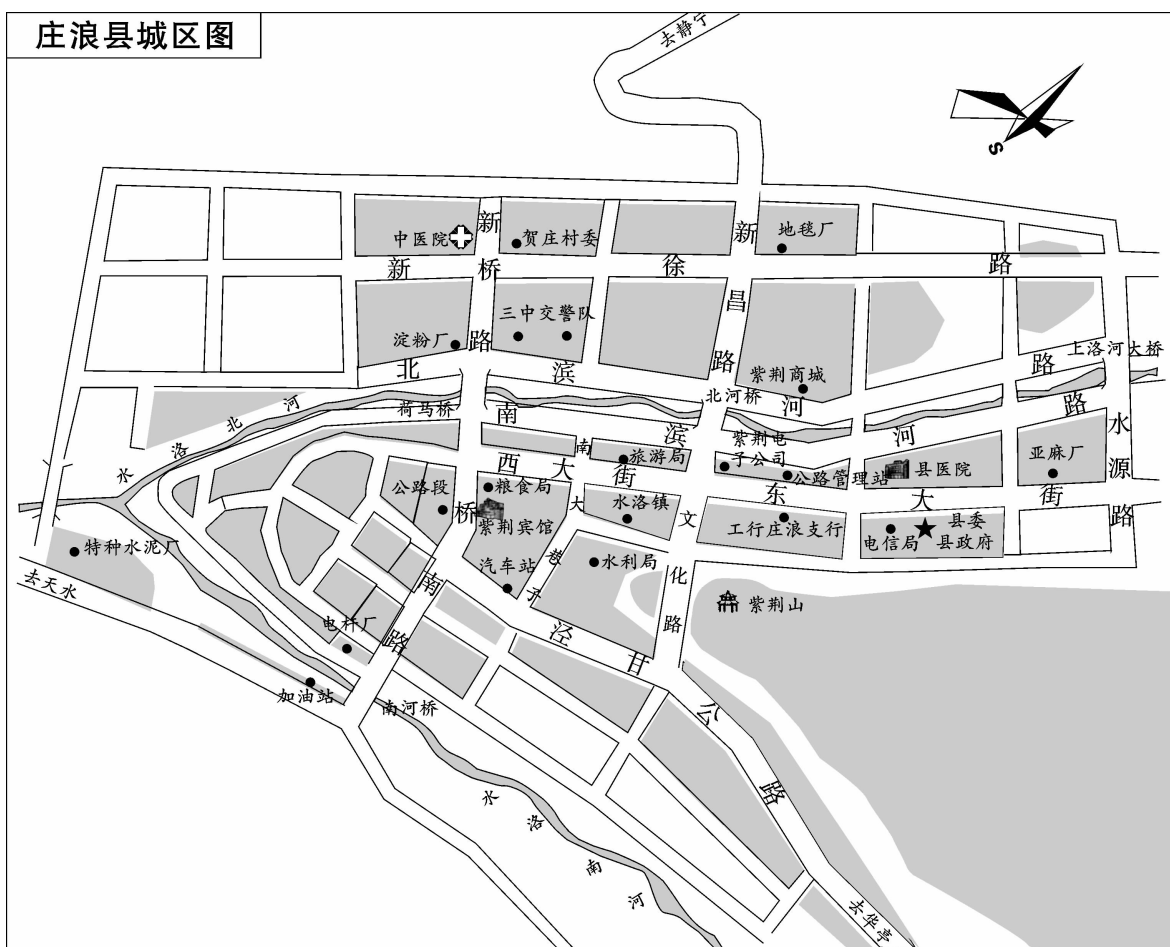 庄浪县城区图
去静宁
S
中医院
新桥路
贺庄村委
新昌路
地毯厂
新徐路
三中交警队
淀粉厂
上洛河大桥
北滨河路
紫荆商城
北河桥
荷马桥
水洛北河
南滨河路
紫荆电
子公司
南大巷子
旅游局
西大街
公路管理站
县医院
亚麻厂
水源路
公路段
粮食局
水洛镇
文化路
东大街
紫荆宾馆
工行庄浪支行
电信局
县委
县政府
桥南路
特种水泥厂
汽车站
水利局
去天水
紫荆山
电杆厂
泾甘公路
加油站
南河桥
水洛南河
去华亭